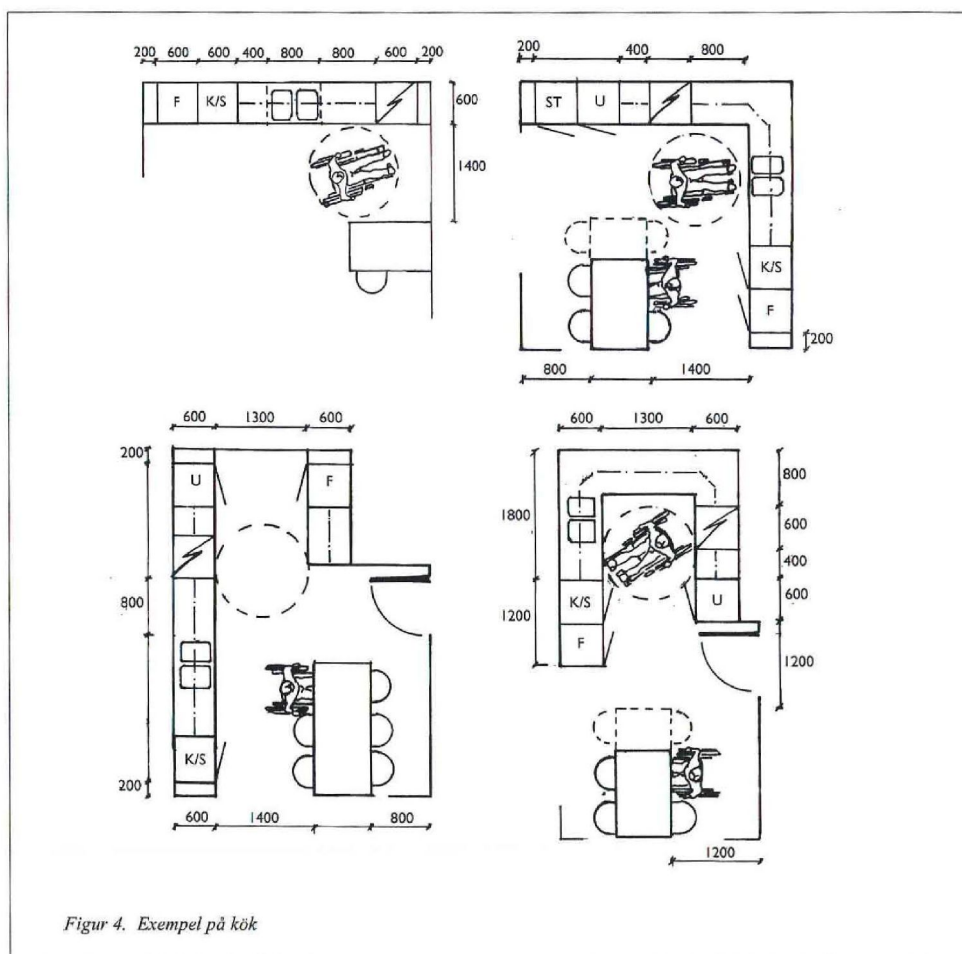 200 600 600 400 800 800 600 200
F K/S
600
1400
200 400 800
ST U
K/S
F
200
800 1400
600 1300 600
200
U F
800
K/S
200
600 1400 800
600 1300 600
800
1800
600
400
K/S U
600
F
1200
1200
1200
Figur 4. Exempel på kök